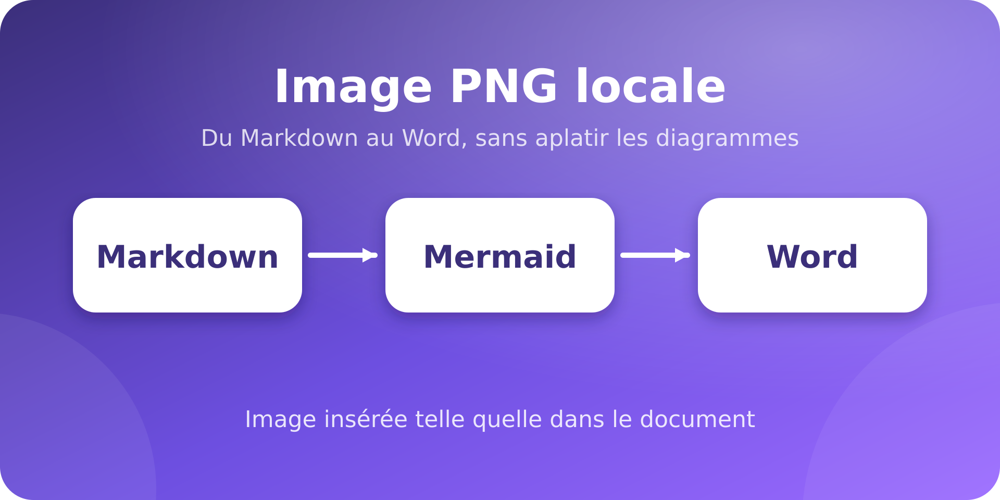 Image PNG locale
Du Markdown au Word, sans aplatir les diagrammes
Markdown
Mermaid
Word
Image insérée telle quelle dans le document